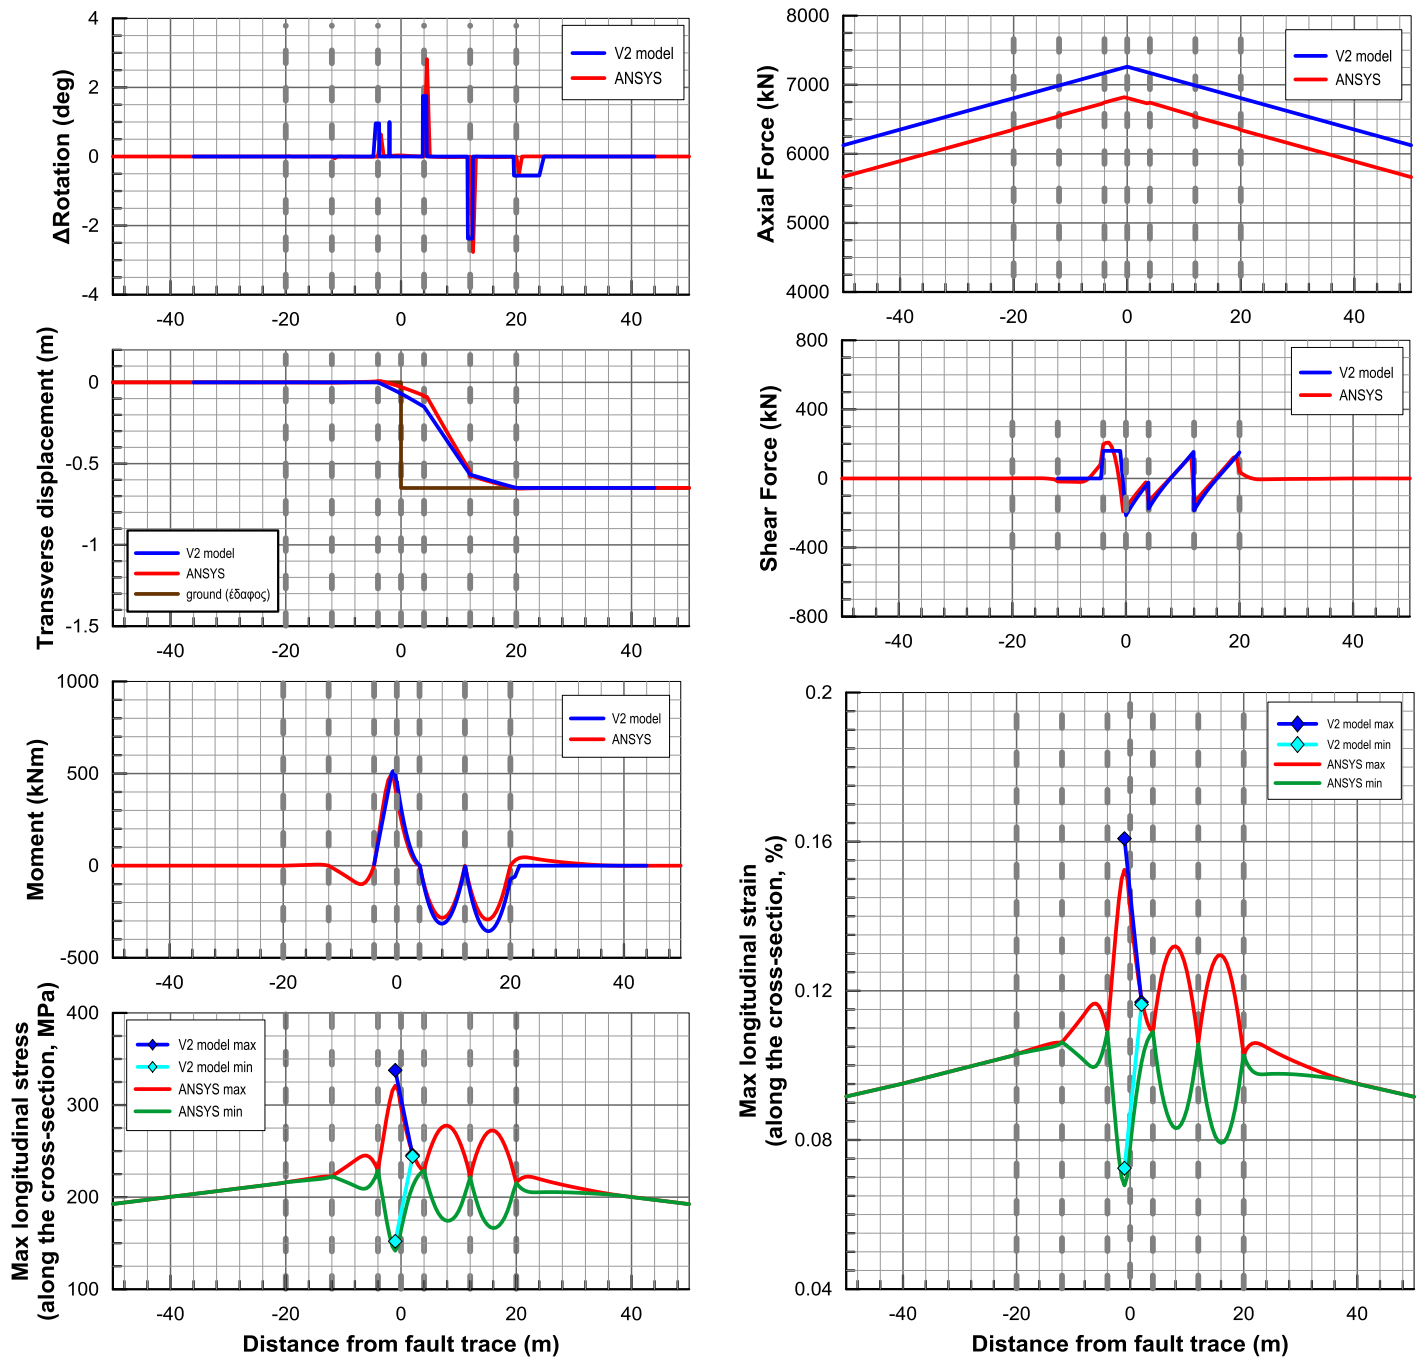 ΔRotation (deg)
4
2
0
-2
-4
V2 model
ANSYS
-40
-20
0
20
40
Axial Force (kN)
8000
7000
6000
5000
4000
V2 model
ANSYS
-40
-20
0
20
40
Transverse displacement (m)
0
-0.5
-1
-1.5
V2 model
ANSYS
ground (έδαφος)
-40
-20
0
20
40
Shear Force (kN)
800
400
0
-400
-800
V2 model
ANSYS
-40
-20
0
20
40
Moment (kNm)
1000
500
0
-500
V2 model
ANSYS
-40
-20
0
20
40
Max longitudinal stress
(along the cross-section, MPa)
400
300
200
100
V2 model max
V2 model min
ANSYS max
ANSYS min
-40
-20
0
20
40
Distance from fault trace (m)
Max longitudinal strain
(along the cross-section, %)
0.2
0.16
0.12
0.08
0.04
V2 model max
V2 model min
ANSYS max
ANSYS min
-40
-20
0
20
40
Distance from fault trace (m)